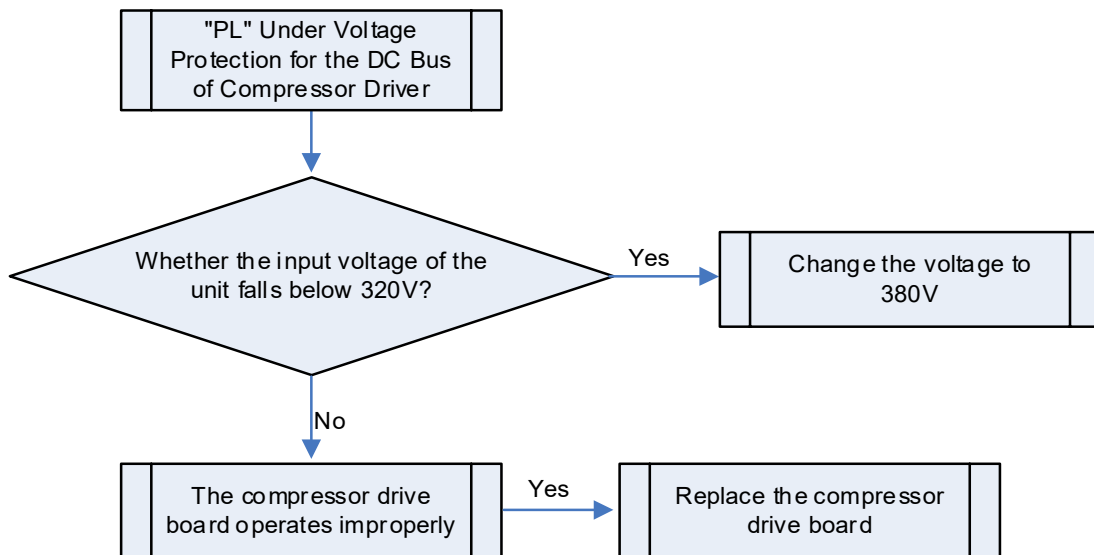 "PL" Under Voltage
Protection for the DC Bus
of Compressor Driver
Whether the input voltage of the
unit falls below 320V?
Yes
Change the voltage to
380V
No
The compressor drive
board operates improperly
Yes
Replace the compressor
drive board